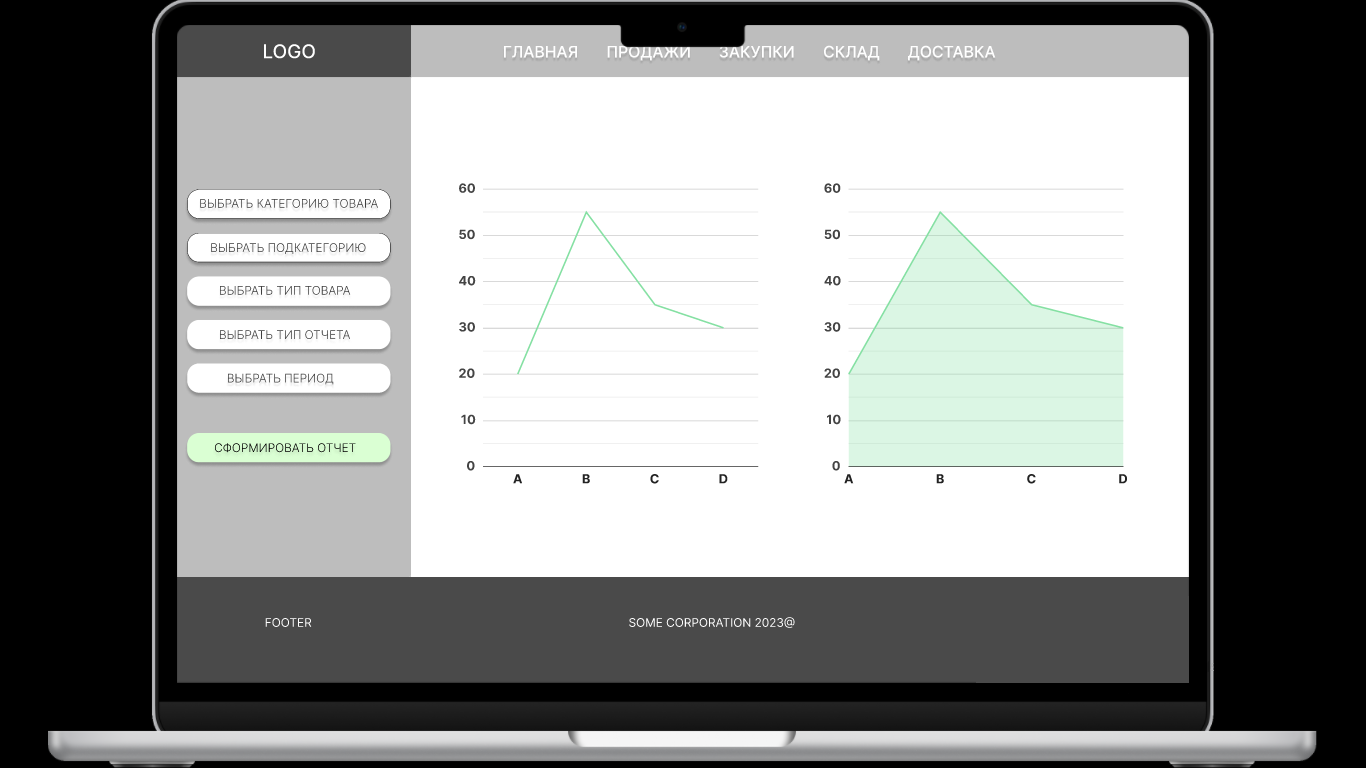 LOGO
ГЛАВНАЯ ПРОДАЖИ ЗАКУПКИ СКЛАД ДОСТАВКА
ВЫБРАТЬ КАТЕГОРИЮ ТОВАРА
ВЫБРАТЬ ПОДКАТЕГОРИЮ
ВЫБРАТЬ ТИП ТОВАРА
ВЫБРАТЬ ТИП ОТЧЕТА
ВЫБРАТЬ ПЕРИОД
СФОРМИРОВАТЬ ОТЧЕТ
60
50
40
30
20
10
0
A B C D
60
50
40
30
20
10
0
A B C D
FOOTER
SOME CORPORATION 2023@